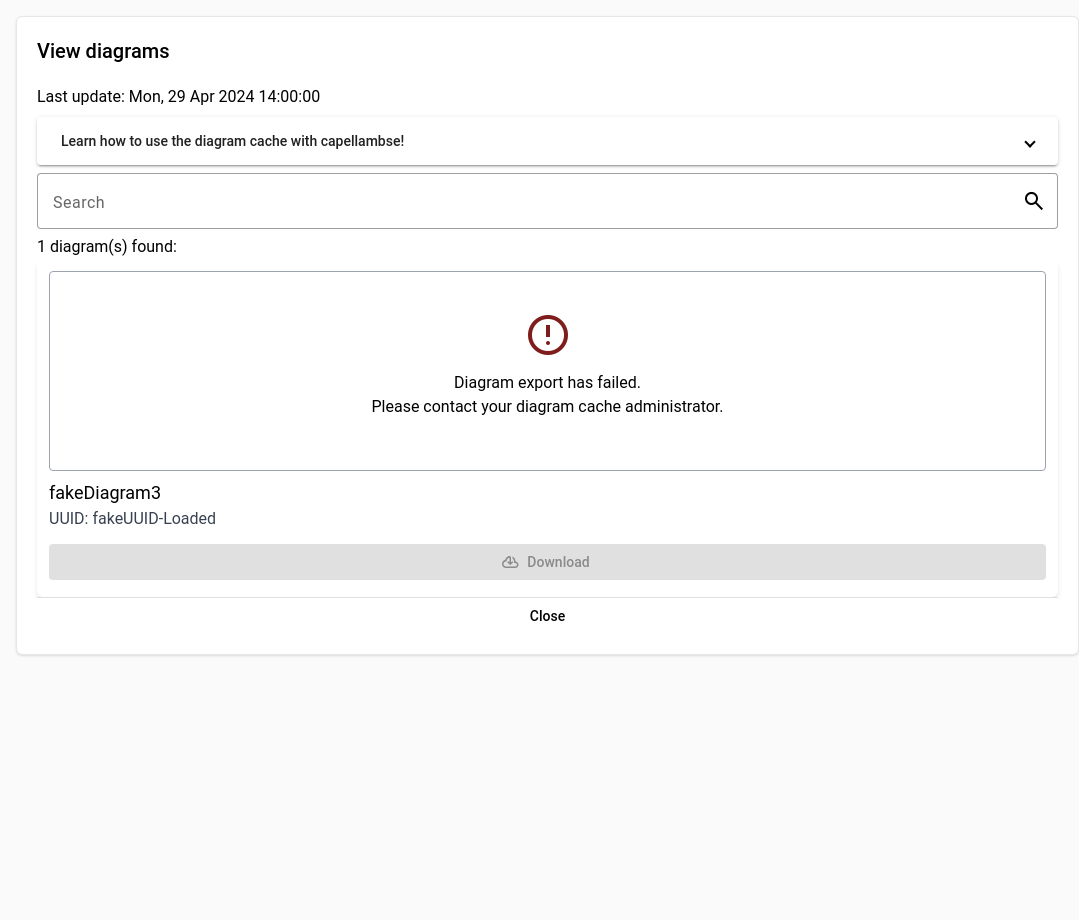 View diagrams
Last update: Mon, 29 Apr 2024 14:00:00
Learn how to use the diagram cache with capellambse!
Search
1 diagram(s) found:
Diagram export has failed.
Please contact your diagram cache administrator.
fakeDiagram3
UUID: fakeUUID-Loaded
Download
Close